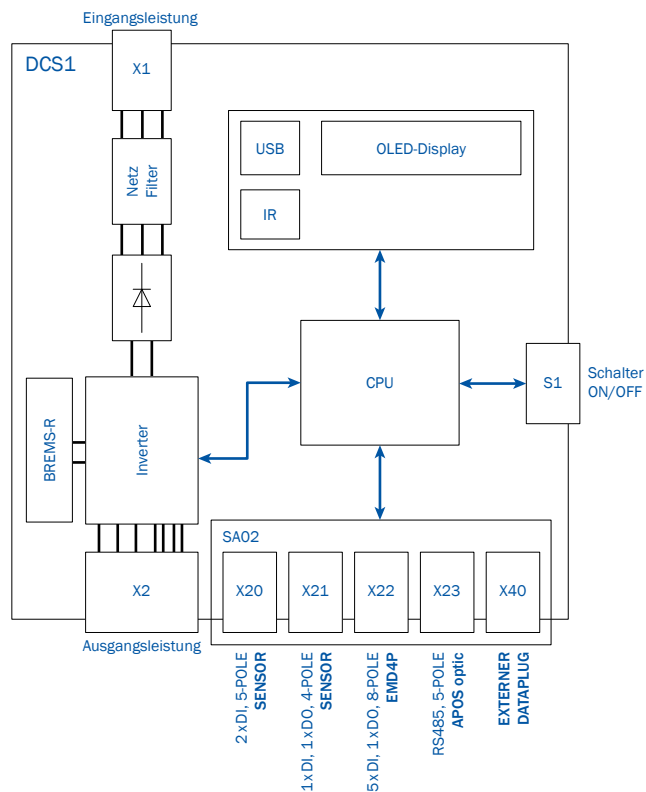 Eingangsleistung
DCS1
X1
USB
OLED-Display
Netz
Filter
IR
CPU
S1
Schalter
ON/OFF
BREMS-R
Inverter
SA02
X2
X20
X21
X22
X23
X40
Ausgangsleistung
2 x DI, 5-POLE
SENSOR
1 x DI, 1 x DO, 4-POLE
SENSOR
5 x DI, 1 x DO, 8-POLE
EMD4P
RS485, 5-POLE
APOS optic
EXTERNER
DATAPLUG